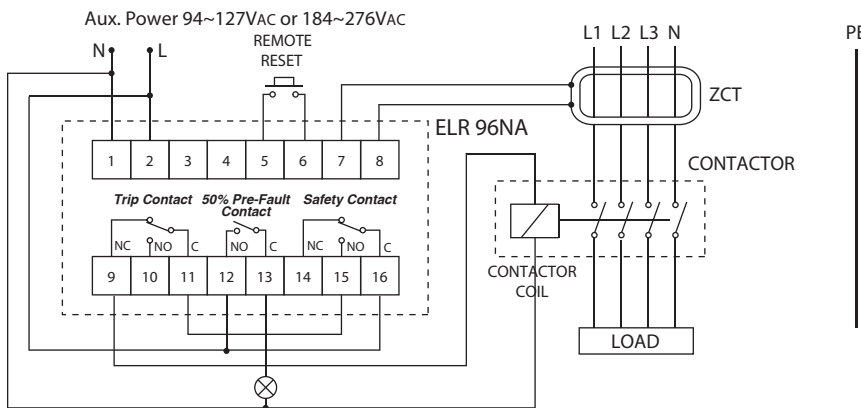 Aux. Power 94~127VAC or 184~276VAC
N L
REMOTE
RESET
L1 L2 L3 N
PE
ZCT
ELR 96NA
1 2 3 4 5 6 7 8
CONTACTOR
Trip Contact 50% Pre-Fault Safety Contact
Contact
NC NO C NO C NC NO C
9 10 11 12 13 14 15 16
CONTACTOR
COIL
LOAD